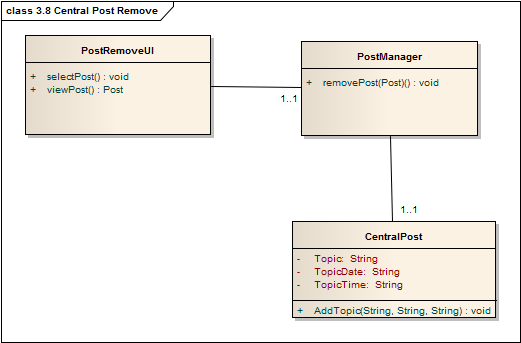 class 3.8 Central Post Remove
PostRemoveUI
+ selectPost() : void
+ viewPost() : Post
PostManager
+ removePost(Post)() : void
1..1
1..1
CentralPost
- Topic: String
- TopicDate: String
- TopicTime: String
+ AddTopic(String, String, String) : void